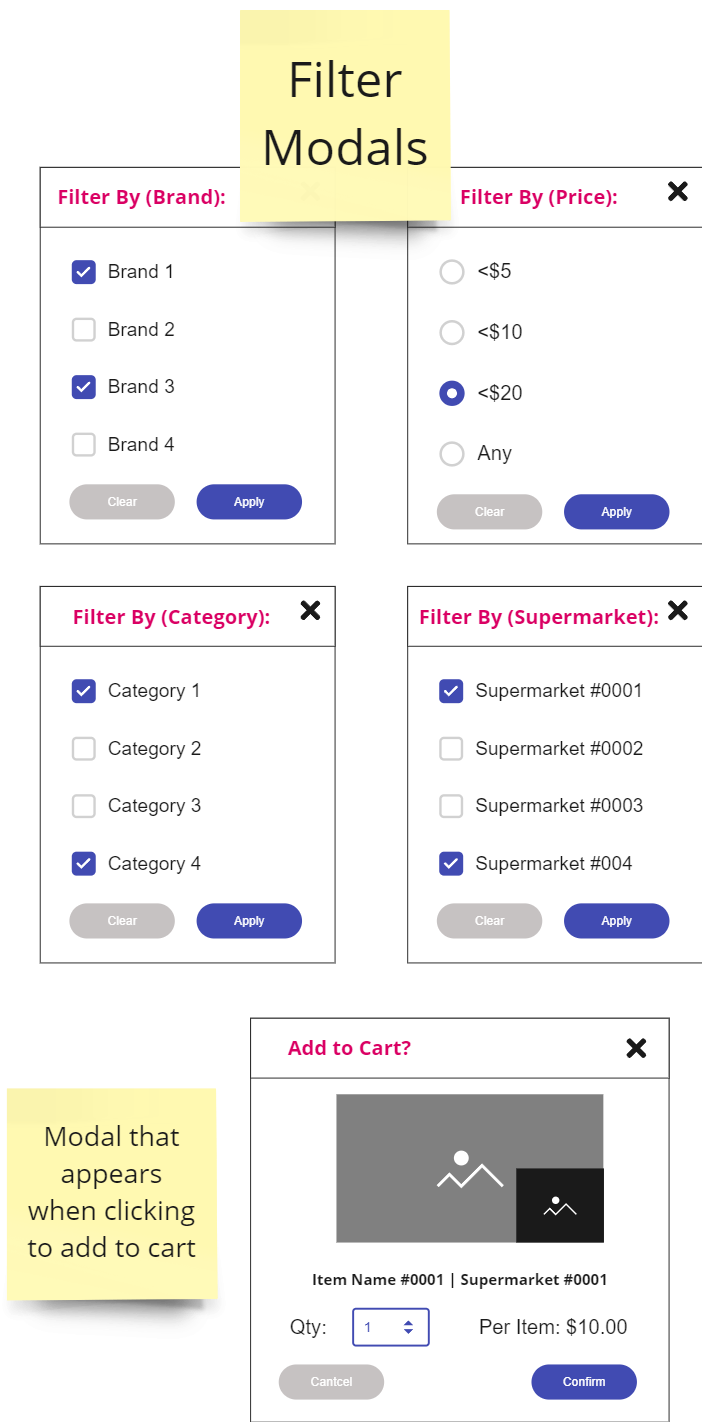 Filter
Modals
Filter By (Brand):
Brand 1
Brand 2
Brand 3
Brand 4
Clear
Apply
Filter By (Price):
<$5
<$10
<$20
Any
Clear
Apply
Filter By (Category):
Category 1
Category 2
Category 3
Category 4
Clear
Apply
Filter By (Supermarket):
Supermarket #0001
Supermarket #0002
Supermarket #0003
Supermarket #004
Clear
Apply
Modal that
appears
when clicking
to add to cart
Add to Cart?
Item Name #0001 | Supermarket #0001
Qty: 1 Per Item: $10.00
Cantcel
Confirm